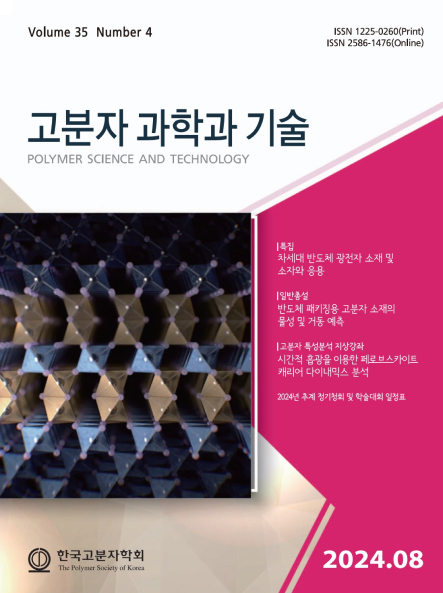 Volume 35 Number 4
ISSN 1225-0260(Print)
ISSN 2586-1476(Online)
고분자 과학과 기술
POLYMER SCIENCE AND TECHNOLOGY
특집
차세대 반도체 광전자 소재 및
소자와 응용
일반총설
반도체 패키징용 고분자 소재의
물성 및 거동 예측
고분자 특성분석 지상강좌
시간적 흡광을 이용한 페로브스카이트
캐리어 다이내믹스 분석
2024년 추계 정기총회 및 학술대회 일정표
한국고분자학회
The Polymer Society of Korea
2024.08